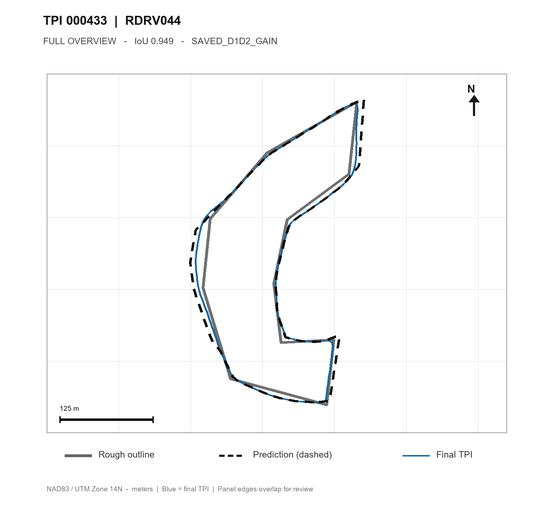 TPI 000433 | RDRV044
FULL OVERVIEW - IoU 0.949 - SAVED_D1D2_GAIN
N
125 m
Rough outline
Prediction (dashed)
Final TPI
NAD83 / UTM Zone 14N - meters | Blue = final TPI | Panel edges overlap for review